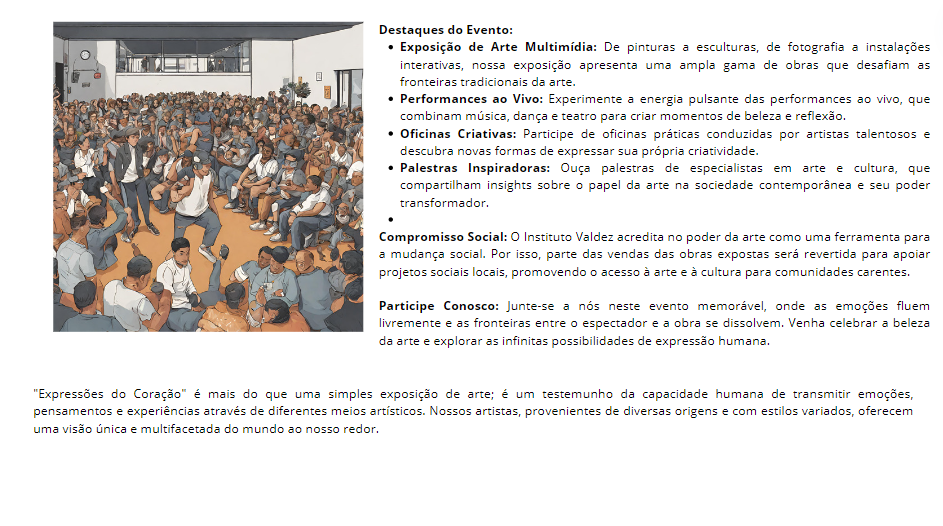 Destaques do Evento:
• Exposição de Arte Multimídia: De pinturas a esculturas, de fotografia a instalações
interativas, nossa exposição apresenta uma ampla gama de obras que desafiam as
fronteiras tradicionais da arte.
• Performances ao Vivo: Experimente a energia pulsante das performances ao vivo, que
combinam música, dança e teatro para criar momentos de beleza e reflexão.
• Oficinas Criativas: Participe de oficinas práticas conduzidas por artistas talentosos e
descubra novas formas de expressar sua própria criatividade.
• Palestras Inspiradoras: Ouça palestras de especialistas em arte e cultura, que
compartilham insights sobre o papel da arte na sociedade contemporânea e seu poder
transformador.
•
Compromisso Social: O Instituto Valdez acredita no poder da arte como uma ferramenta para
a mudança social. Por isso, parte das vendas das obras expostas será revertida para apoiar
projetos sociais locais, promovendo o acesso à arte e à cultura para comunidades carentes.
Participe Conosco: Junte-se a nós neste evento memorável, onde as emoções fluem
livremente e as fronteiras entre o espectador e a obra se dissolvem. Venha celebrar a beleza
da arte e explorar as infinitas possibilidades de expressão humana.
"Expressões do Coração" é mais do que uma simples exposição de arte; é um testemunho da capacidade humana de transmitir emoções,
pensamentos e experiências através de diferentes meios artísticos. Nossos artistas, provenientes de diversas origens e com estilos variados, oferecem
uma visão única e multifacetada do mundo ao nosso redor.